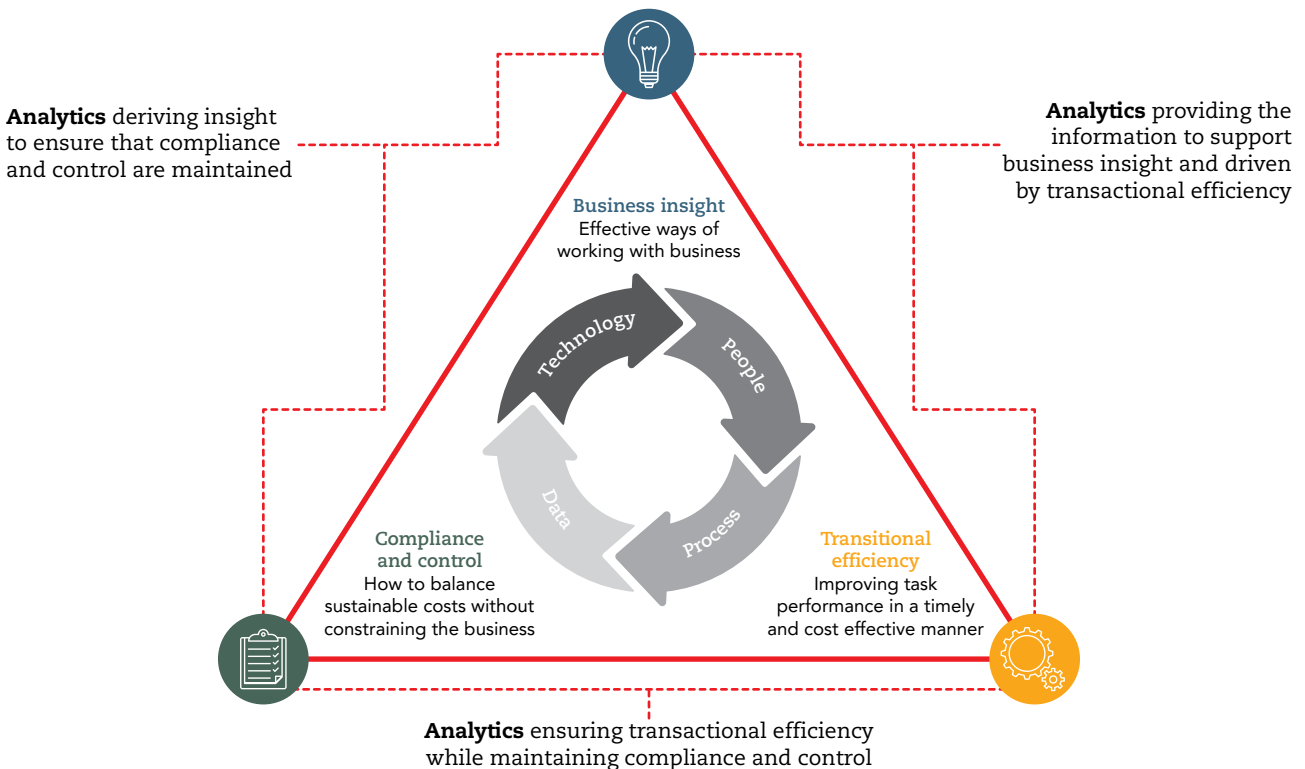 Analytics deriving insight
to ensure that compliance
and control are maintained
Analytics providing the
information to support
business insight and driven
by transactional efficiency
Business insight
Effective ways of
working with business
Technology
People
Process
Data
Compliance
and control
How to balance
sustainable costs without
constraining the business
Transitional
efficiency
Improving task
performance in a timely
and cost effective manner
Analytics ensuring transactional efficiency
while maintaining compliance and control